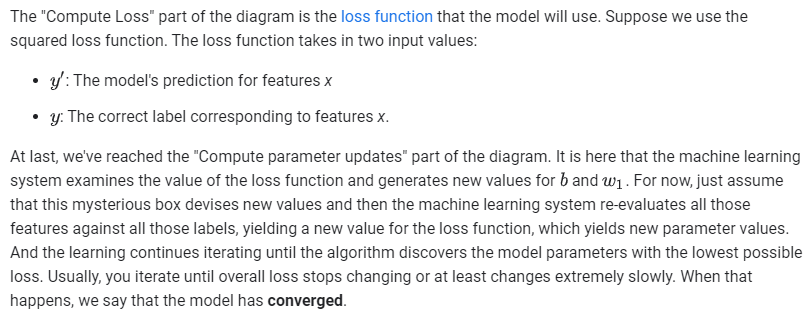 The "Compute Loss" part of the diagram is the loss function that the model will use. Suppose we use the
squared loss function. The loss function takes in two input values:
• y′: The model's prediction for features x
• y: The correct label corresponding to features x.
At last, we've reached the "Compute parameter updates" part of the diagram. It is here that the machine learning
system examines the value of the loss function and generates new values for b and w₁. For now, just assume
that this mysterious box devises new values and then the machine learning system re-evaluates all those
features against all those labels, yielding a new value for the loss function, which yields new parameter values.
And the learning continues iterating until the algorithm discovers the model parameters with the lowest possible
loss. Usually, you iterate until overall loss stops changing or at least changes extremely slowly. When that
happens, we say that the model has converged.